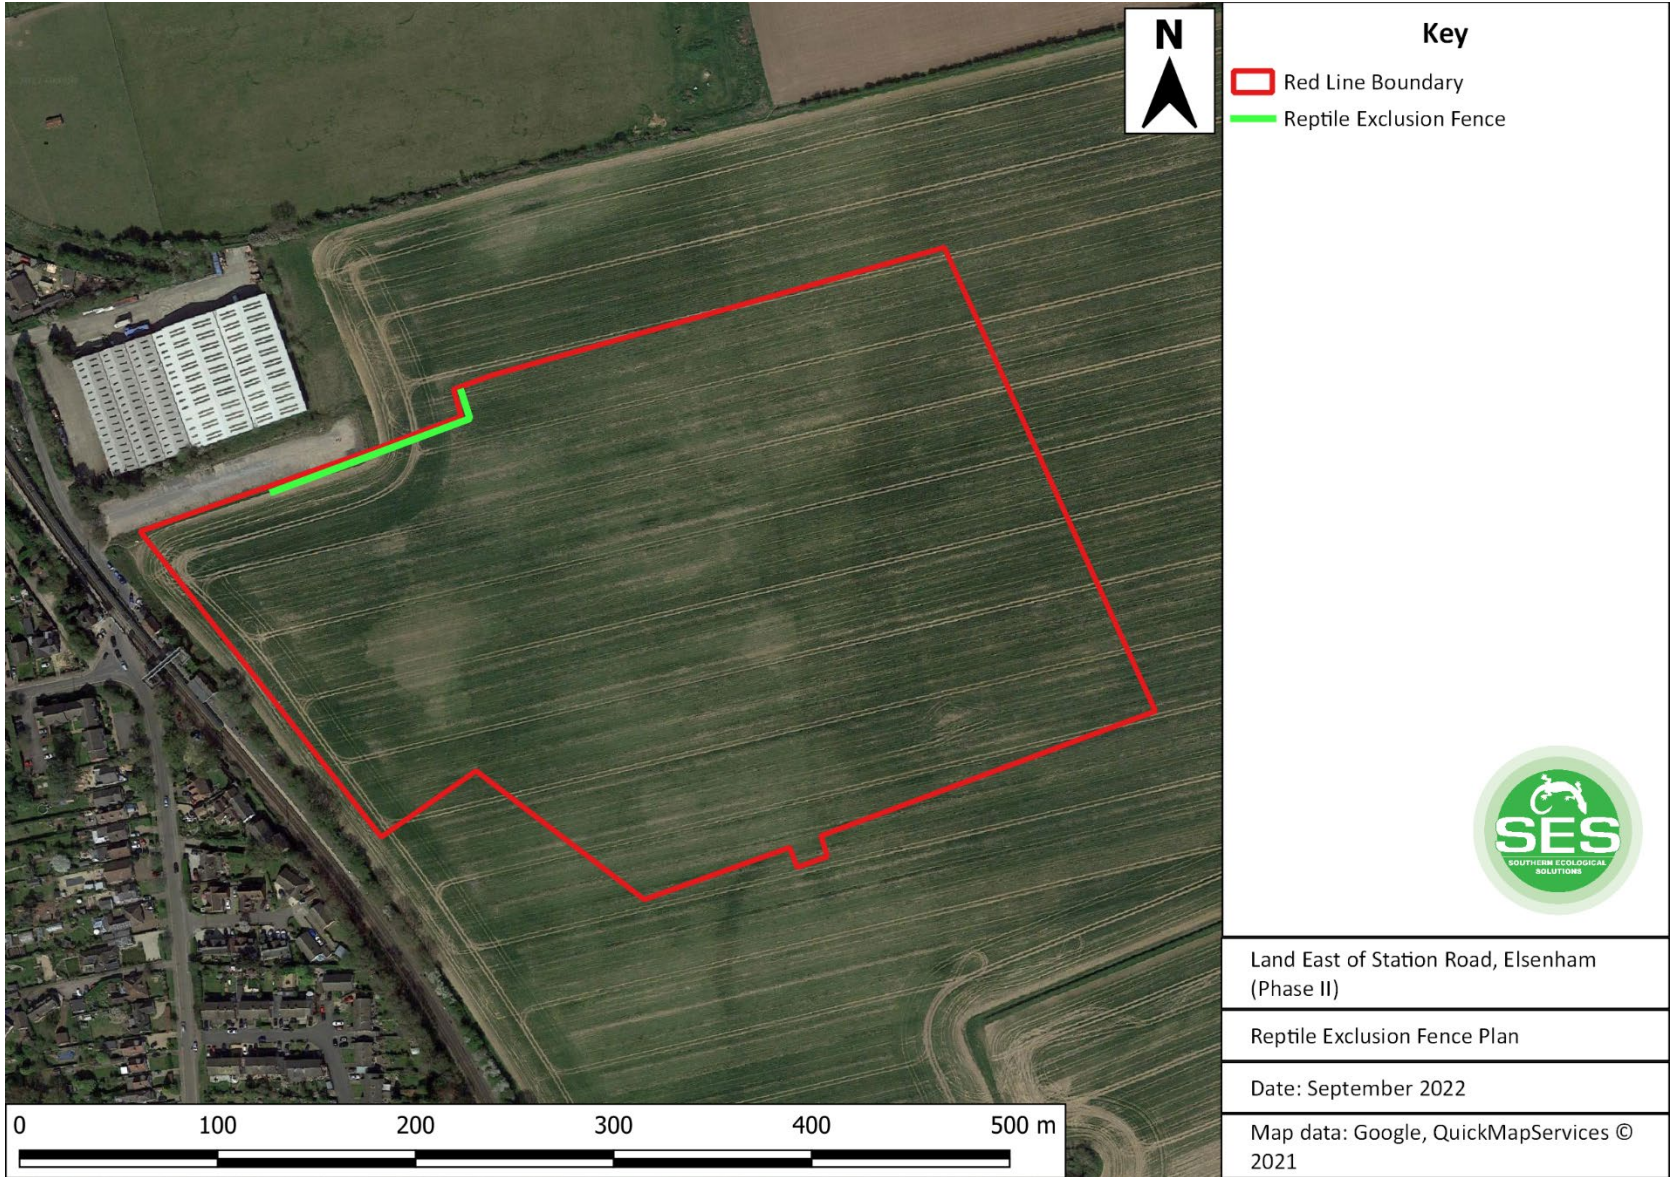 N
Key
Red Line Boundary
Reptile Exclusion Fence
SES
SOUTHERN ECOLOGICAL
SOLUTIONS
Land East of Station Road, Elsenham
(Phase II)
Reptile Exclusion Fence Plan
Date: September 2022
Map data: Google, QuickMapServices ©
2021
0 100 200 300 400 500 m